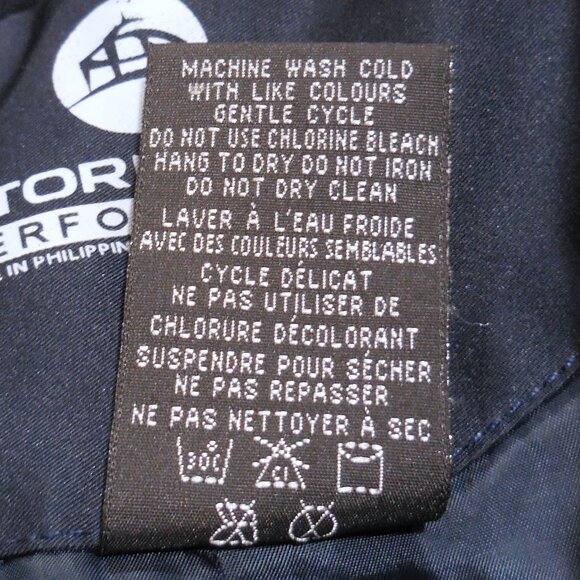 MACHINE WASH COLD
WITH LIKE COLOURS
GENTLE CYCLE
DO NOT USE CHLORINE BLEACH
HANG TO DRY DO NOT IRON
DO NOT DRY CLEAN
LAVER À L'EAU FROIDE
AVEC DES COULEURS SEMBLABLES
CYCLE DÉLICAT
NE PAS UTILISER DE
CHLORURE DÉCOLORANT
SUSPENDRE POUR SÉCHER
NE PAS REPASSER
NE PAS NETTOYER À SEC
30C CL
IN PHILIPPIN